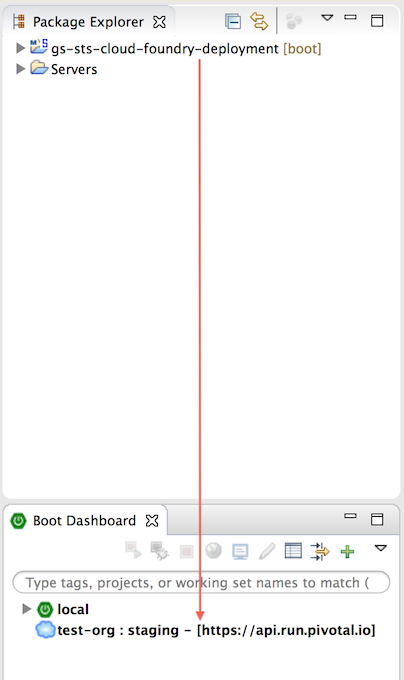 Package Explorer
gs-sts-cloud-foundry-deployment [boot]
Servers
Boot Dashboard
Type tags, projects, or working set names to match (
local
test-org : staging - [https://api.run.pivotal.io]